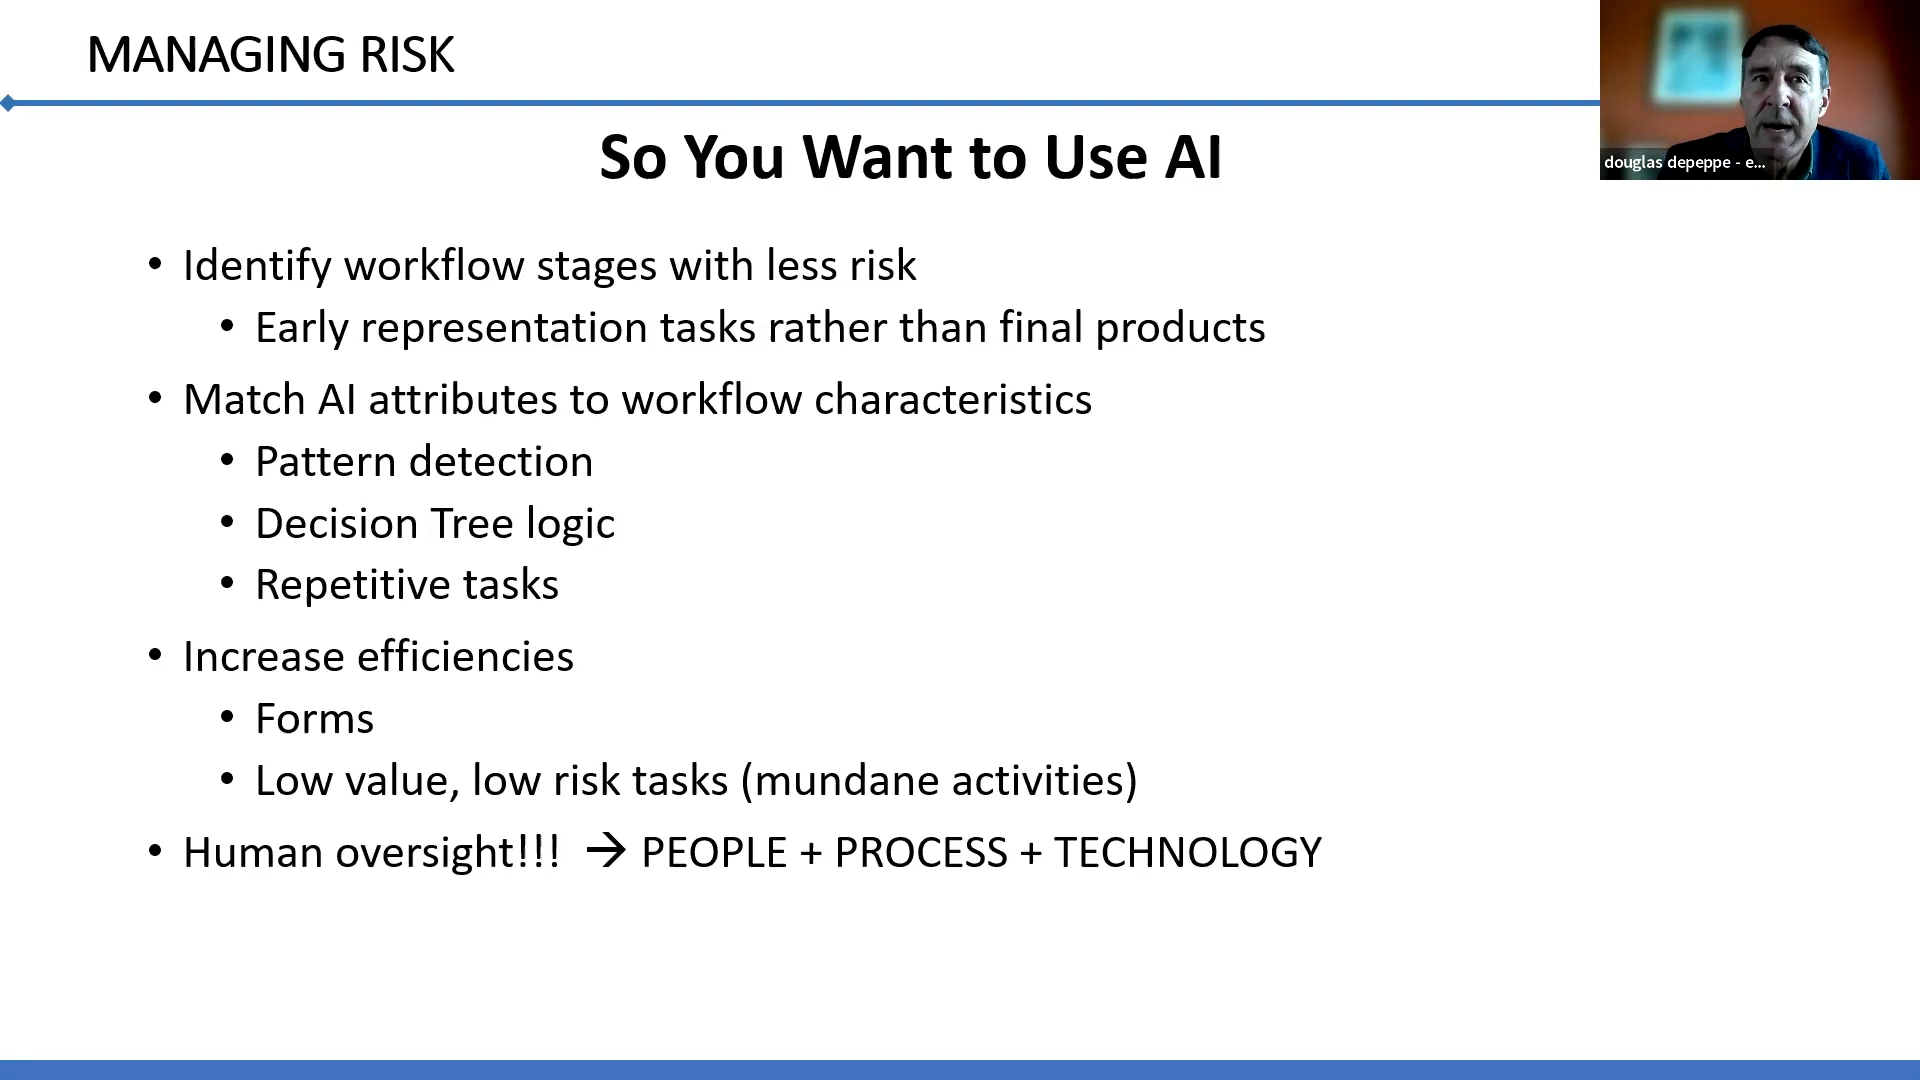 MANAGING RISK
douglas depeppe - e...
So You Want to Use AI
• Identify workflow stages with less risk
• Early representation tasks rather than final products
• Match AI attributes to workflow characteristics
• Pattern detection
• Decision Tree logic
• Repetitive tasks
• Increase efficiencies
• Forms
• Low value, low risk tasks (mundane activities)
• Human oversight!!! → PEOPLE + PROCESS + TECHNOLOGY